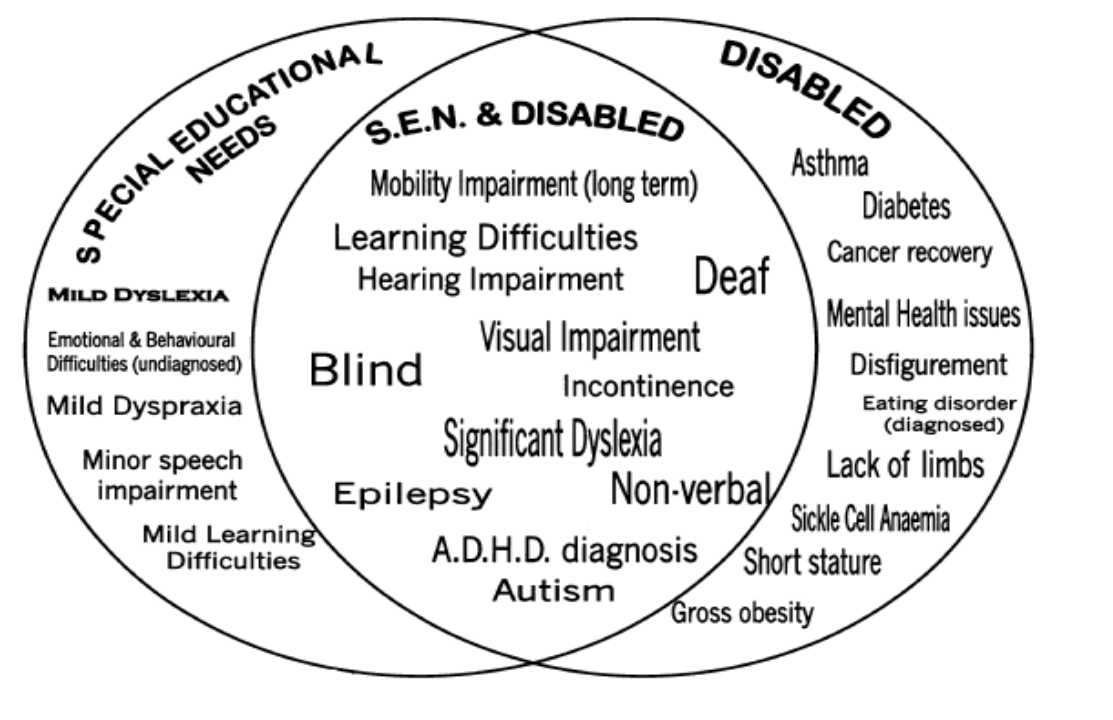 SPECIAL EDUCATIONAL
NEEDS
MILD DYSLEXIA
Emotional & Behavioural
Difficulties (undiagnosed)
Mild Dyspraxia
Minor speech
impairment
Mild Learning
Difficulties
S.E.N. & DISABLED
Mobility Impairment (long term)
Learning Difficulties
Hearing Impairment
Deaf
Visual Impairment
Blind
Incontinence
Significant Dyslexia
Epilepsy
Non-verbal
A.D.H.D. diagnosis
Autism
DISABLED
Asthma
Diabetes
Cancer recovery
Mental Health issues
Disfigurement
Eating disorder
(diagnosed)
Lack of limbs
Sickle Cell Anaemia
Short stature
Gross obesity